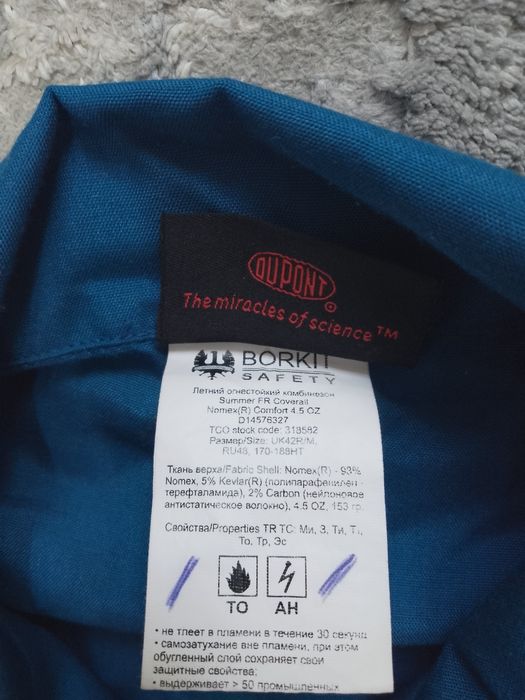 DUPONT
®
The miracles of science™
BORKIT
SAFETY
Летний огнестойкий комбинезон
Summer FR Coverall
Nomex(R) Comfort 4.5 OZ
D14576327
TCO stock code: 318582
Размер/Size: UK42R/M,
RU48, 170-188HT
Ткань верха/Fabric Shell: Nomex(R) - 93%
Nomex, 5% Kevlar(R) (полипарафенилен -
терефталамида), 2% Carbon (нейлоновое
антистатическое волокно), 4.5 OZ, 153 гр.
Свойства/Properties TR TC: Ми, З, Ти, Тı,
То, Тр, Эс
ТО АН
• не тлеет в пламени в течение 30 секунд
• самозатухание вне пламени, при этом
обугленный слой сохраняет свои
защитные свойства;
• выдерживает > 50 промышленных